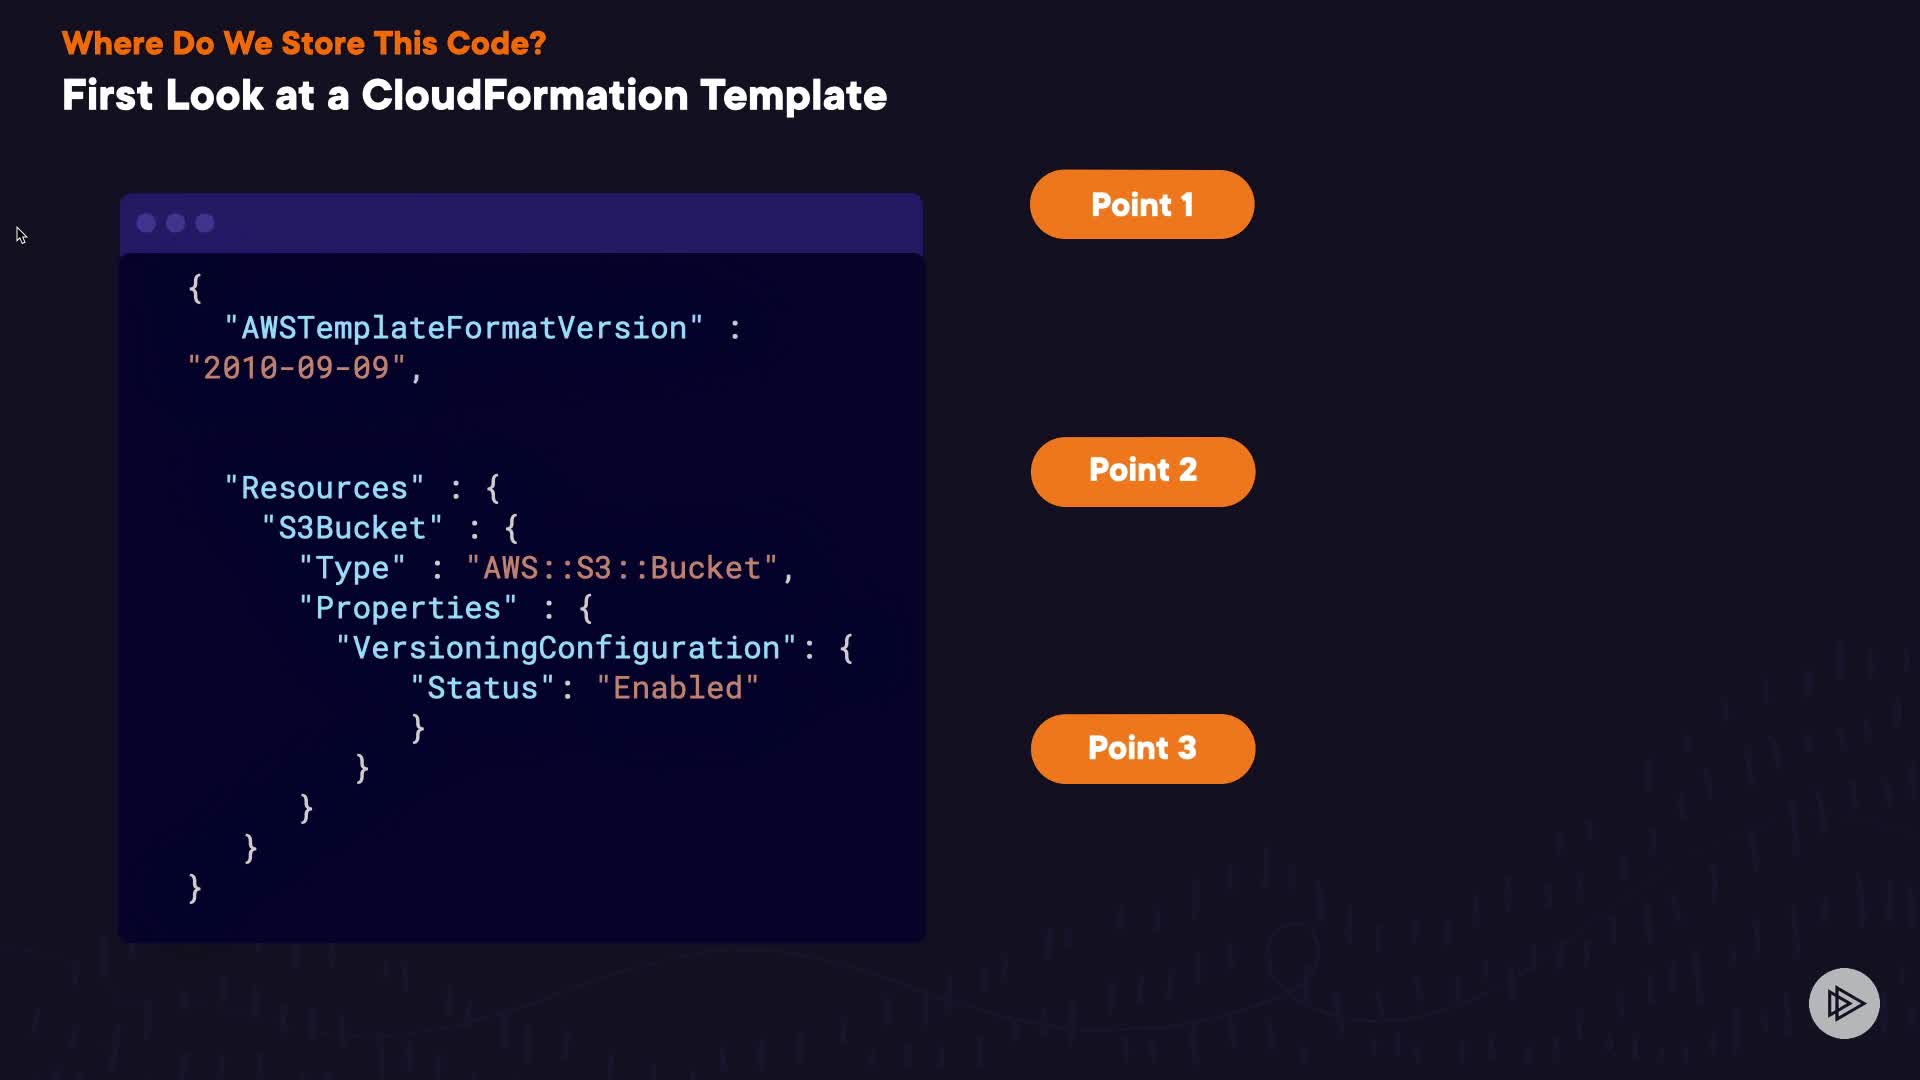 Where Do We Store This Code?
First Look at a CloudFormation Template
{
"AWSTemplateFormatVersion" :
"2010-09-09",
"Resources" : {
"S3Bucket" : {
"Type" : "AWS::S3::Bucket",
"Properties" : {
"VersioningConfiguration": {
"Status": "Enabled"
}
}
}
}
}
Point 1
Point 2
Point 3